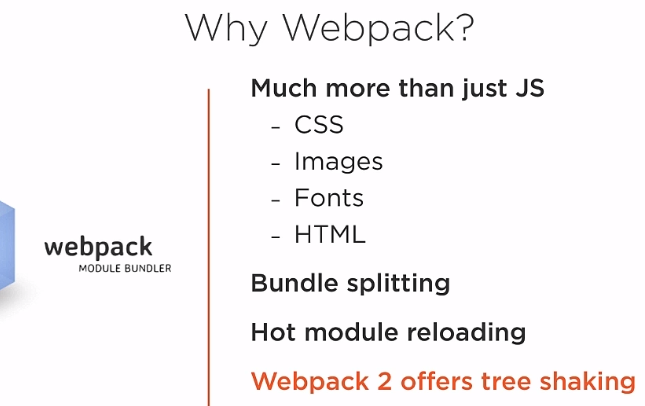 Why Webpack?
webpack
MODULE BUNDLER
Much more than just JS
- CSS
- Images
- Fonts
- HTML
Bundle splitting
Hot module reloading
Webpack 2 offers tree shaking